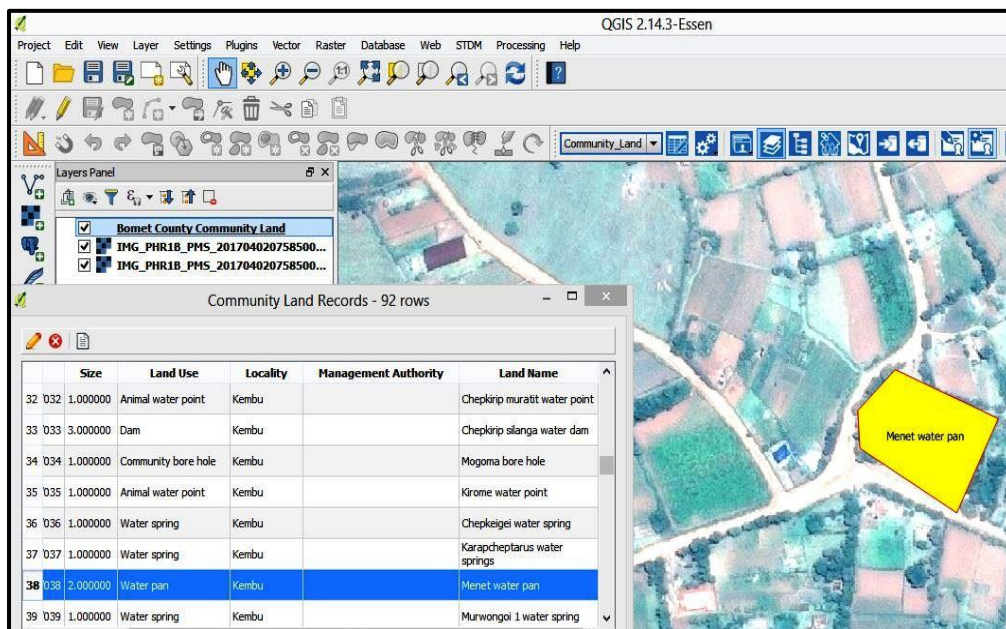 QGIS 2.14.3-Essen
Project Edit View Layer Settings Plugins Vector Raster Database Web STDM Processing Help
1:1
Community_Land
Layers Panel
Bomet County Community Land
IMG_PHR1B_PMS_201704020758500...
IMG_PHR1B_PMS_201704020758500...
Community Land Records - 92 rows
Size Land Use Locality Management Authority Land Name
32 '032 1.000000 Animal water point Kembu Chepkirip muratit water point
33 '033 3.000000 Dam Kembu Chepkirip silanga water dam
34 '034 1.000000 Community bore hole Kembu Mogoma bore hole
35 '035 1.000000 Animal water point Kembu Kirome water point
36 '036 1.000000 Water spring Kembu Chepkeigei water spring
37 '037 1.000000 Water spring Kembu Karapcheptarus water
springs
38 '038 2.000000 Water pan Kembu Menet water pan
39 '039 1.000000 Water spring Kembu Murwongoi 1 water spring
Menet water pan